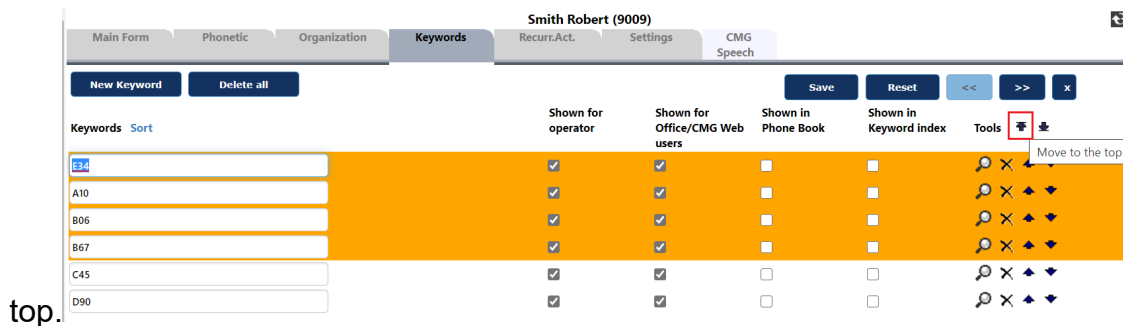 Smith Robert (9009)
Main Form Phonetic Organization Keywords Recurr.Act. Settings CMG Speech
New Keyword Delete all Save Reset << >> x
Keywords Sort Shown for operator Shown for Office/CMG Web users Shown in Phone Book Shown in Keyword index Tools
Move to the top
E34
A10
B06
B67
C45
D90
top.